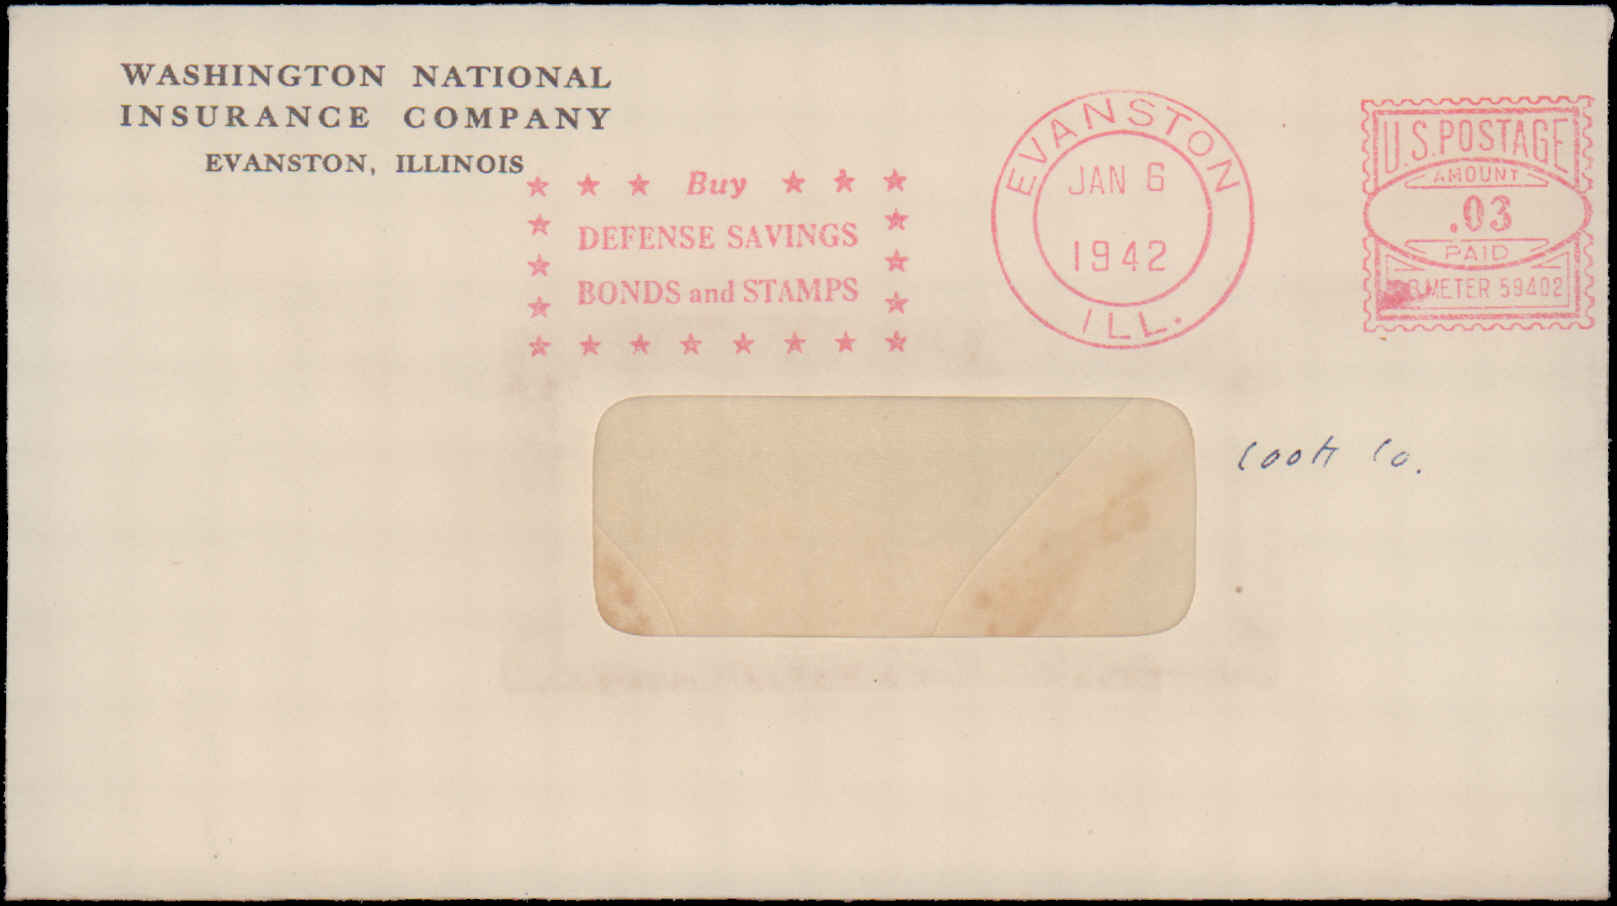 WASHINGTON NATIONAL
INSURANCE COMPANY
EVANSTON, ILLINOIS
Buy
DEFENSE SAVINGS
BONDS and STAMPS
EVANSTON
JAN 6
1942
ILL.
U.S. POSTAGE
AMOUNT
.03
PAID
METER 59402
Cook Co.